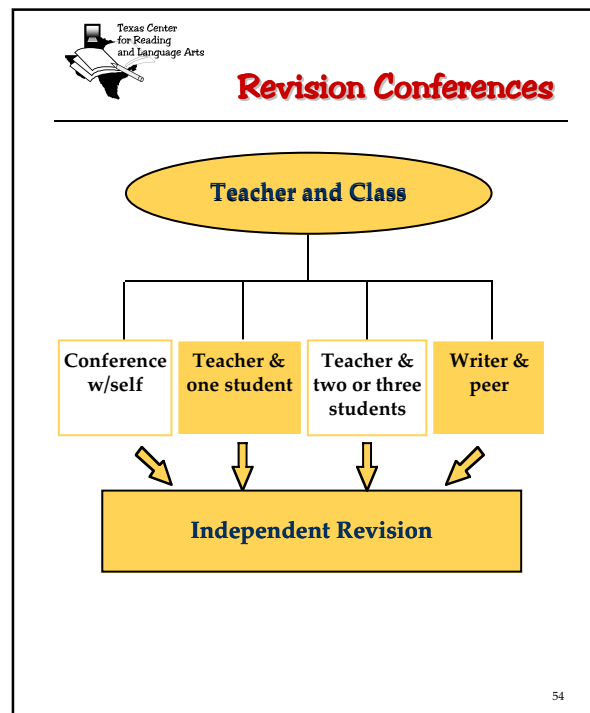 Texas Center
for Reading
and Language Arts
Revision Conferences
Teacher and Class
Conference
w/self
Teacher &
one student
Teacher &
two or three
students
Writer &
peer
Independent Revision
54